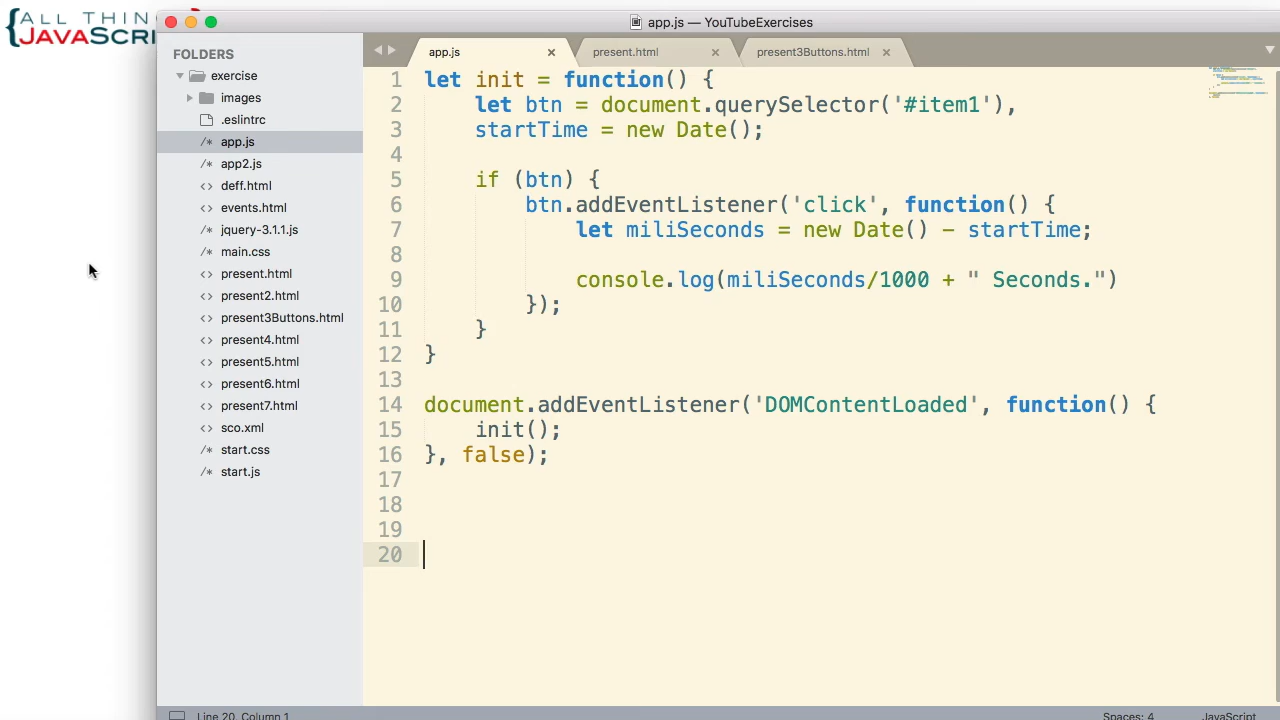 {ALL THIN
JAVASCRI
app.js — YouTubeExercises
FOLDERS
exercise
images
.eslintrc
app.js
app2.js
deff.html
events.html
jquery-3.1.1.js
main.css
present.html
present2.html
present3Buttons.html
present4.html
present5.html
present6.html
present7.html
sco.xml
start.css
start.js
app.js × present.html × present3Buttons.html ×
1 let init = function() {
2 let btn = document.querySelector('#item1'),
3 startTime = new Date();
4
5 if (btn) {
6 btn.addEventListener('click', function() {
7 let miliSeconds = new Date() - startTime;
8
9 console.log(miliSeconds/1000 + " Seconds.")
10 });
11 }
12 }
13
14 document.addEventListener('DOMContentLoaded', function() {
15 init();
16 }, false);
17
18
19
20
Line 20, Column 1 Spaces: 4 JavaScript